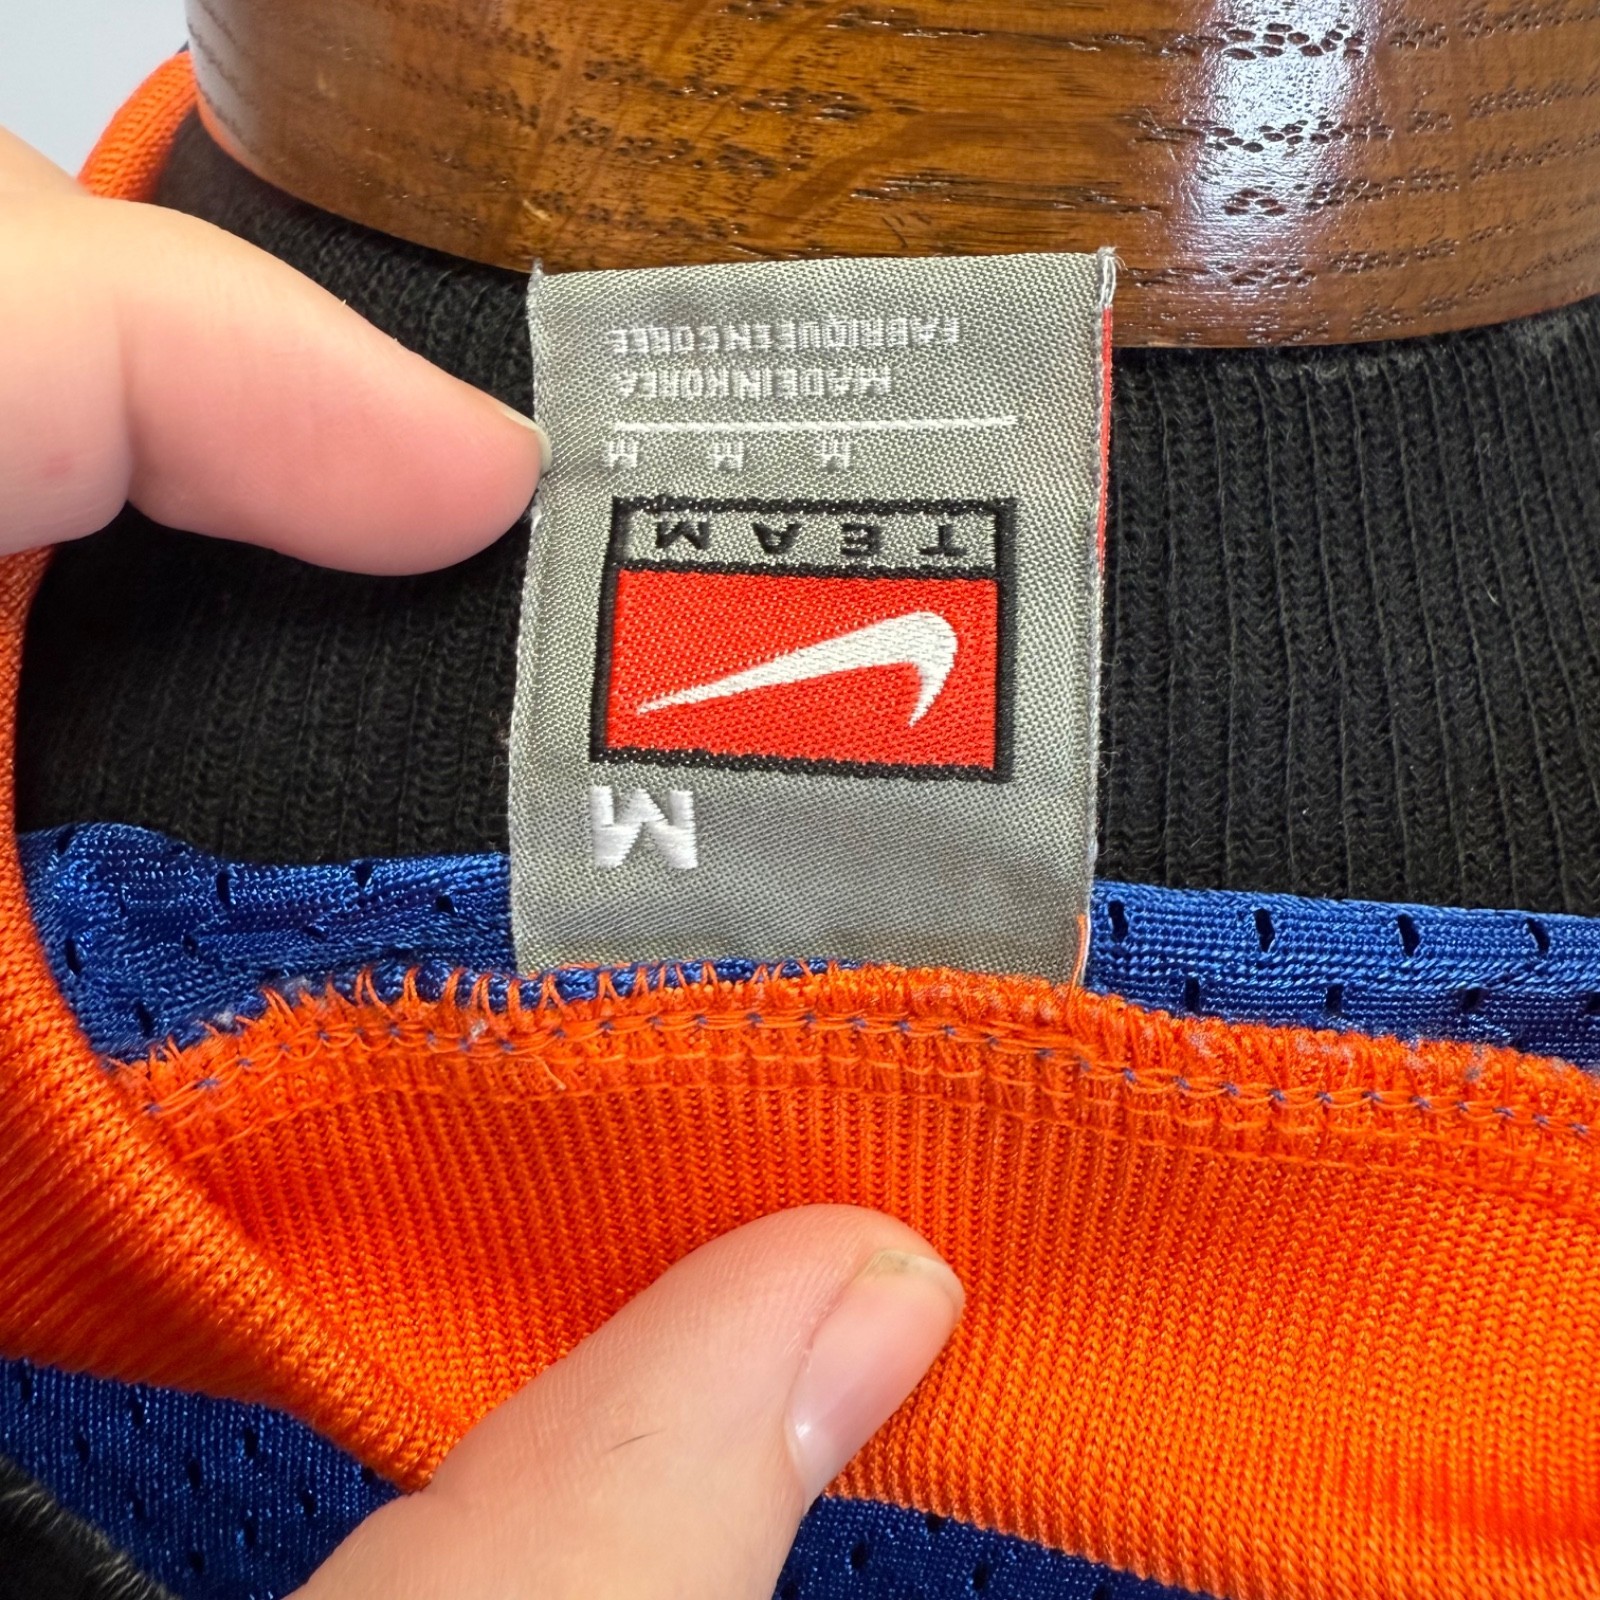 M
TEAM
M M M
MADE IN KOREA
FABRIQUE EN COREE